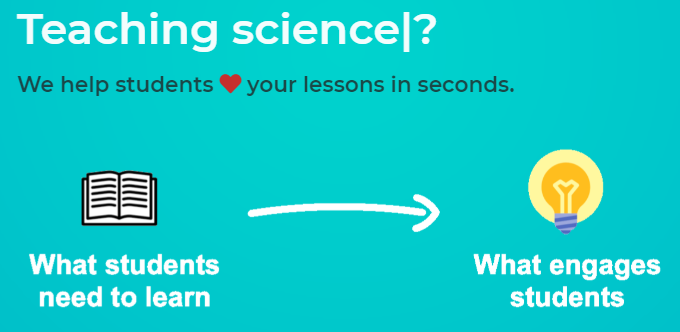 Teaching science|?
We help students ❤ your lessons in seconds.
What students
need to learn
What engages
students